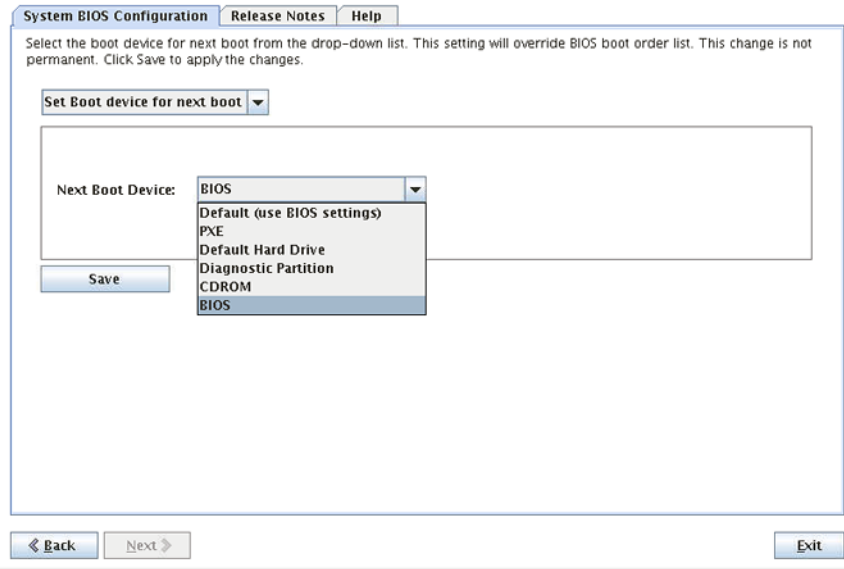 System BIOS Configuration Release Notes Help
Select the boot device for next boot from the drop-down list. This setting will override BIOS boot order list. This change is not
permanent. Click Save to apply the changes.
Set Boot device for next boot
Next Boot Device: BIOS
Default (use BIOS settings)
PXE
Default Hard Drive
Diagnostic Partition
CDROM
BIOS
Save
Back Next Exit